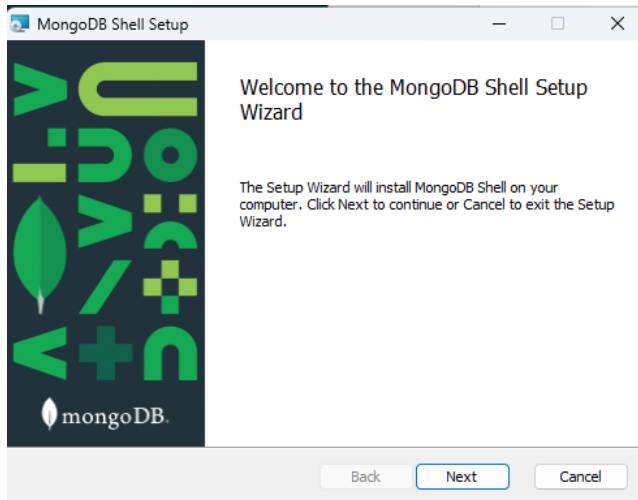 MongoDB Shell Setup
Welcome to the MongoDB Shell Setup
Wizard
The Setup Wizard will install MongoDB Shell on your
computer. Click Next to continue or Cancel to exit the Setup
Wizard.
mongoDB.
Back
Next
Cancel